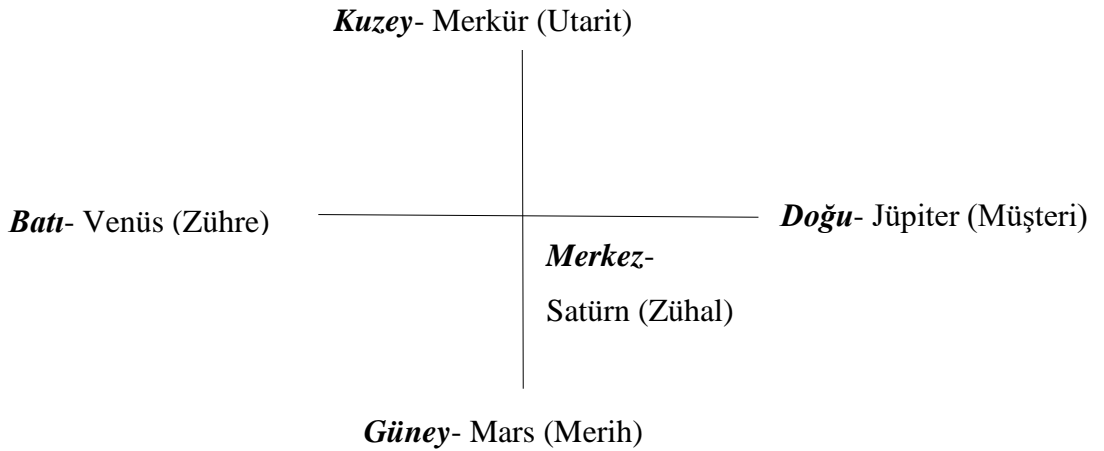 Kuzey- Merkür (Utarit)
Batı- Venüs (Zühre)
Doğu- Jüpiter (Müşteri)
Merkez-
Satürn (Zühal)
Güney- Mars (Merih)